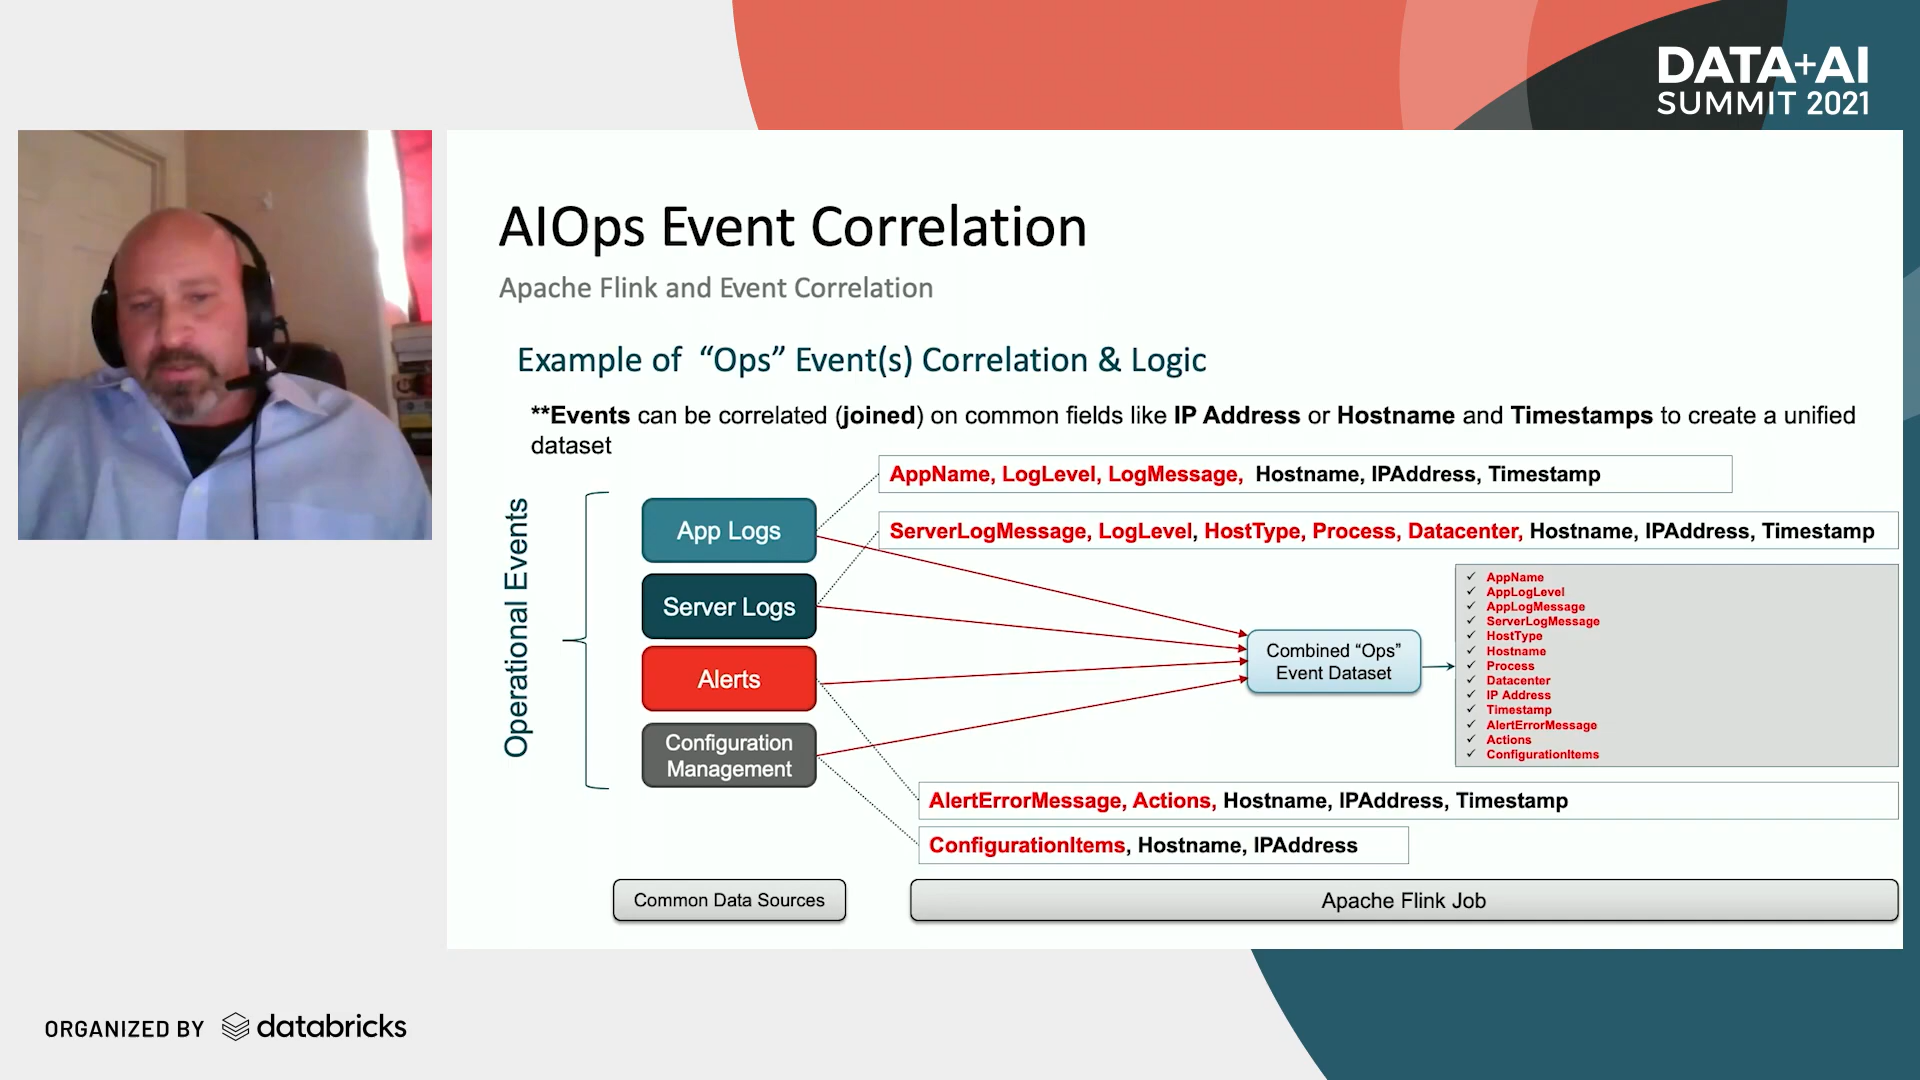 DATA+AI
SUMMIT 2021
AIOps Event Correlation
Apache Flink and Event Correlation
Example of “Ops” Event(s) Correlation & Logic
**Events can be correlated (joined) on common fields like IP Address or Hostname and Timestamps to create a unified
dataset
Operational Events
App Logs
Server Logs
Alerts
Configuration
Management
AppName, LogLevel, LogMessage, Hostname, IPAddress, Timestamp
ServerLogMessage, LogLevel, HostType, Process, Datacenter, Hostname, IPAddress, Timestamp
Combined “Ops”
Event Dataset
✓ AppName
✓ AppLogLevel
✓ AppLogMessage
✓ ServerLogMessage
✓ HostType
✓ Hostname
✓ Process
✓ Datacenter
✓ IP Address
✓ Timestamp
✓ AlertErrorMessage
✓ Actions
✓ ConfigurationItems
AlertErrorMessage, Actions, Hostname, IPAddress, Timestamp
ConfigurationItems, Hostname, IPAddress
Common Data Sources
Apache Flink Job
ORGANIZED BY databricks